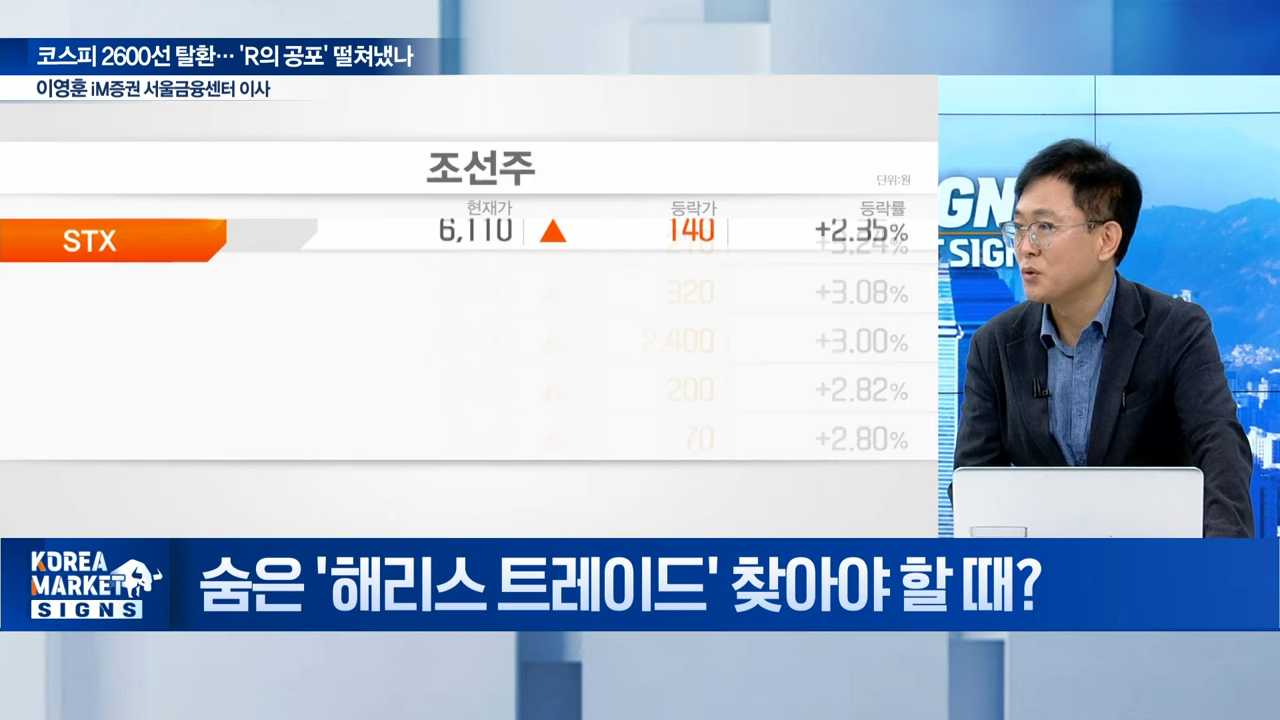 코스피 2600선 탈환… 'R의 공포' 떨쳐냈나
이영훈 iM증권 서울금융센터 이사
조선주
단위:원
현재가 등락가 등락률
STX 6,110 ▲ 140 +2.35%
+3.24%
320 +3.08%
2,400 +3.00%
200 +2.82%
70 +2.80%
SIGN
KOREA
MARKET
SIGNS
숨은 '해리스 트레이드' 찾아야 할 때?